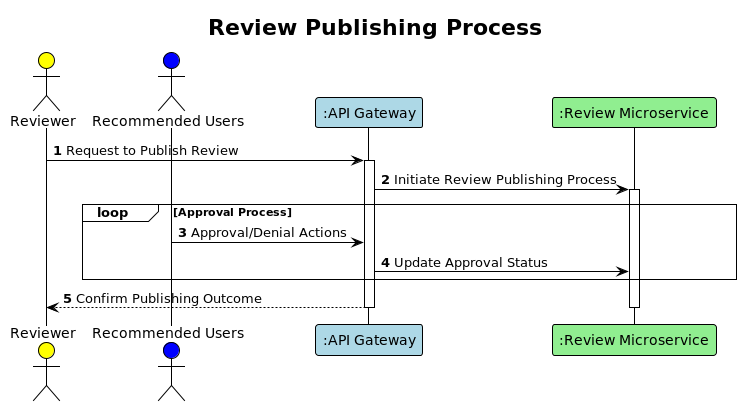 Review Publishing Process
Reviewer
Recommended Users
:API Gateway
:Review Microservice
1 Request to Publish Review
2 Initiate Review Publishing Process
loop [Approval Process]
3 Approval/Denial Actions
4 Update Approval Status
5 Confirm Publishing Outcome
Reviewer
Recommended Users
:API Gateway
:Review Microservice